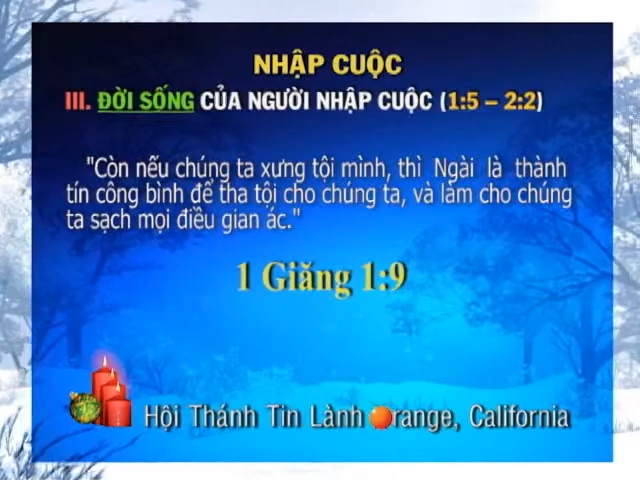 NHẬP CUỘC
III. ĐỜI SỐNG CỦA NGƯỜI NHẬP CUỘC (1:5 – 2:2)
"Còn nếu chúng ta xưng tội mình, thì Ngài là thành
tín công bình để tha tội cho chúng ta, và làm cho chúng
ta sạch mọi điều gian ác."
1 Giăng 1:9
Hội Thánh Tin Lành Orange, California